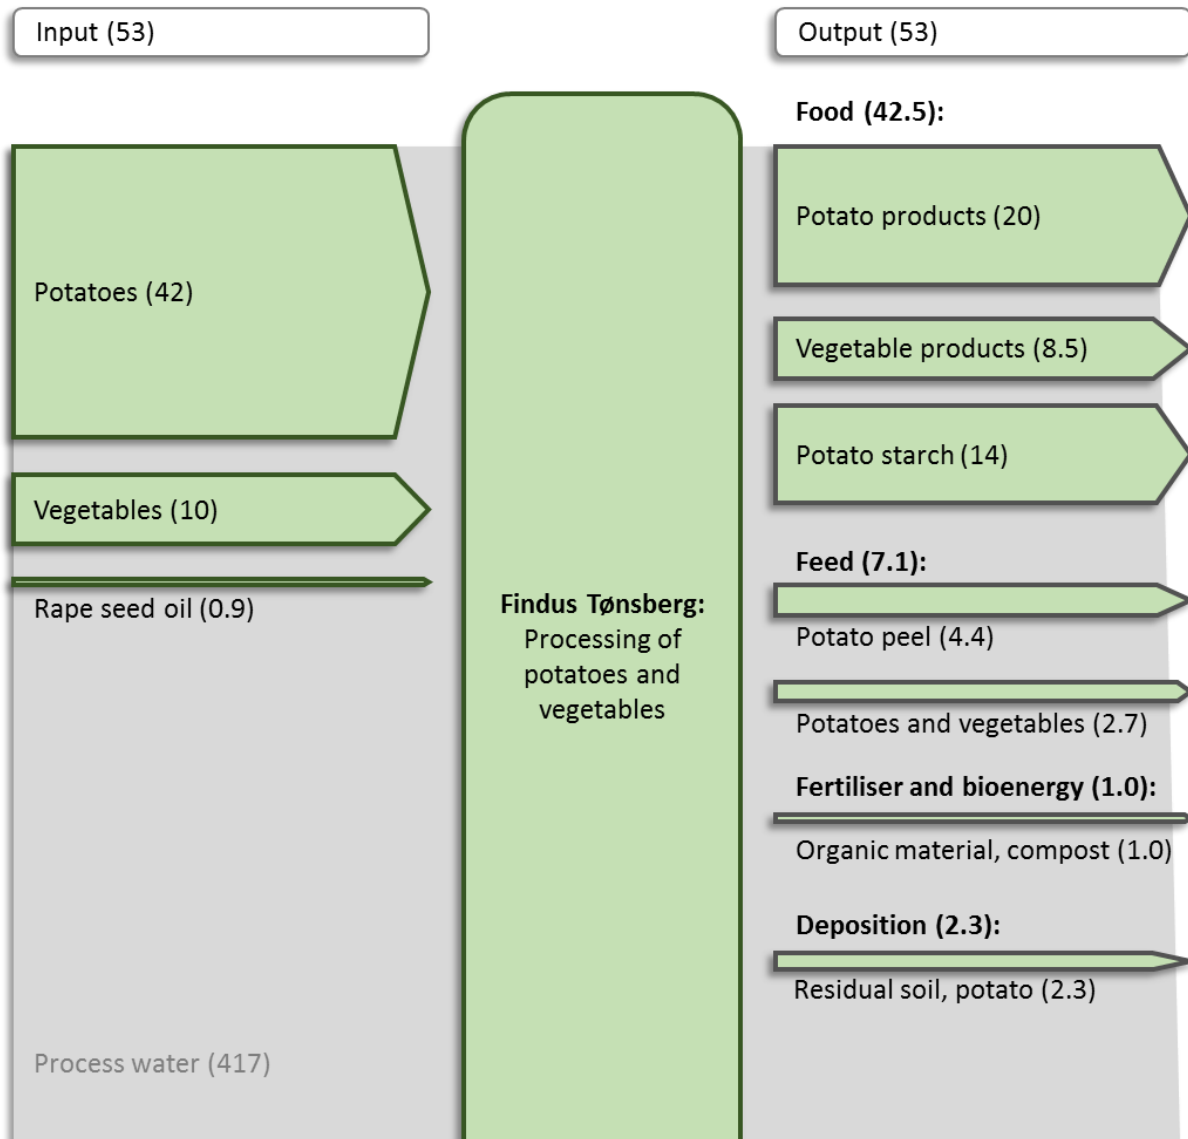 Input (53)
Potatoes (42)
Vegetables (10)
Rape seed oil (0.9)
Process water (417)
Findus Tønsberg:
Processing of
potatoes and
vegetables
Output (53)
Food (42.5):
Potato products (20)
Vegetable products (8.5)
Potato starch (14)
Feed (7.1):
Potato peel (4.4)
Potatoes and vegetables (2.7)
Fertiliser and bioenergy (1.0):
Organic material, compost (1.0)
Deposition (2.3):
Residual soil, potato (2.3)